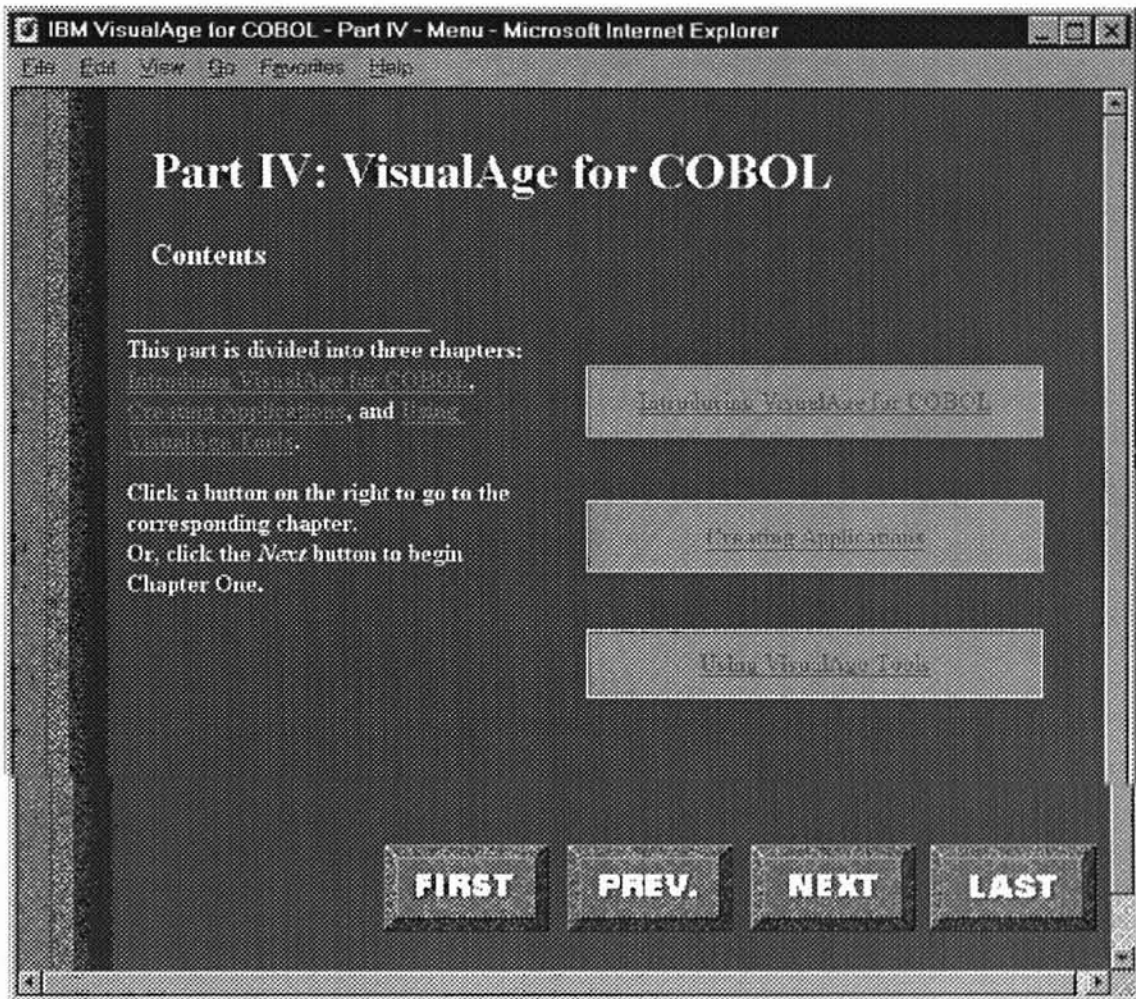 IBM VisualAge for COBOL - Part IV - Menu - Microsoft Internet Explorer
File Edit View Go Favorites Help
Part IV: VisualAge for COBOL
Contents
This part is divided into three chapters:
Introducing VisualAge for COBOL,
Creating Applications, and Using
VisualAge Tools.
Click a button on the right to go to the
corresponding chapter.
Or, click the Next button to begin
Chapter One.
Introducing VisualAge for COBOL
Creating Applications
Using VisualAge Tools
FIRST PREV. NEXT LAST